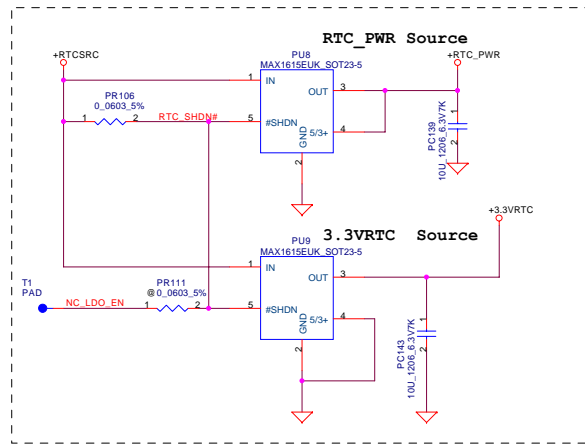 RTC_PWR Source
+RTCSRC
PU8
+RTC_PWR
MAX1615EUK_SOT23-5
1
IN
OUT
3
PR106
0_0603_5%
1
2
RTC_SHDN#
5
#SHDN
5/3+
4
GND
2
1
2
PC139
10U_1206_6.3V7K
+3.3VRTC
3.3VRTC Source
PU9
MAX1615EUK_SOT23-5
1
IN
OUT
3
T1
PAD
NC_LDO_EN
PR111
@0_0603_5%
1
2
5
#SHDN
5/3+
4
GND
2
1
2
PC143
10U_1206_6.3V7K